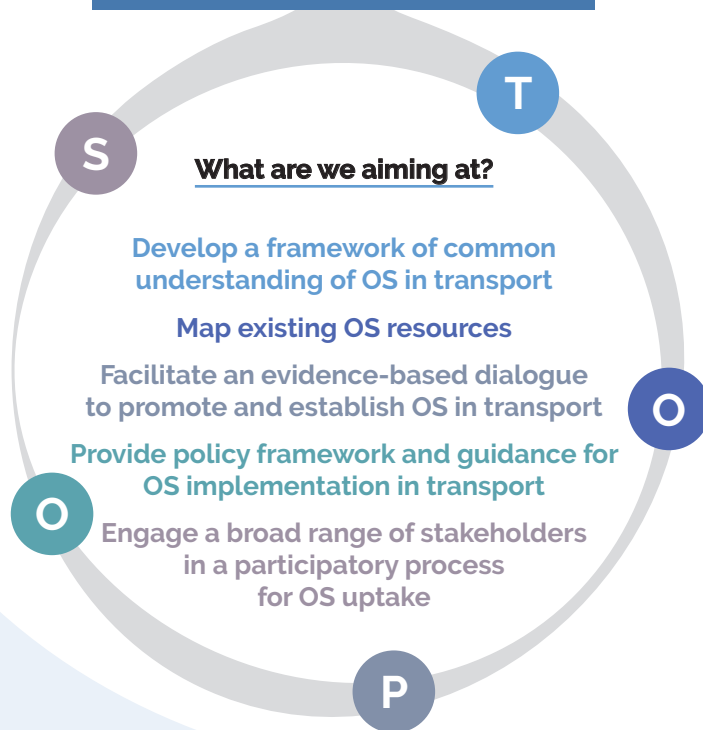 T
S
What are we aiming at?
Develop a framework of common
understanding of OS in transport
Map existing OS resources
Facilitate an evidence-based dialogue
to promote and establish OS in transport
O
Provide policy framework and guidance for
OS implementation in transport
O
Engage a broad range of stakeholders
in a participatory process
for OS uptake
P